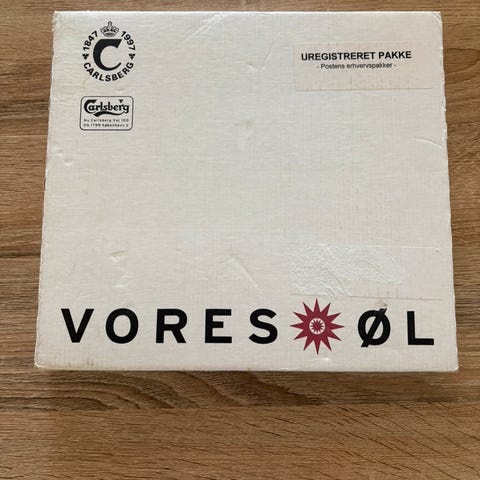 1847 1997
C
CARLSBERG
Carlsberg
Ny Carlsberg Vej 100
DK-1799 København V
UREGISTRERET PAKKE
- Postens erhvervspakker -
VORES ØL